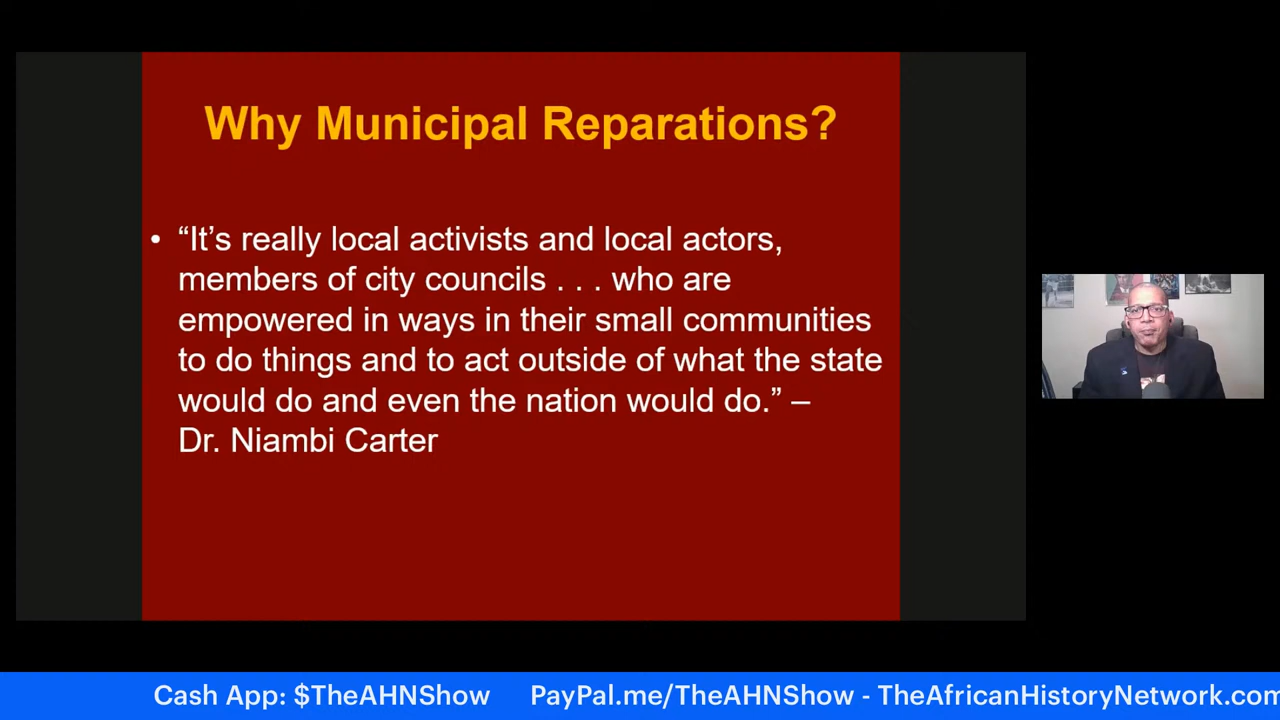 Why Municipal Reparations?
• “It’s really local activists and local actors,
members of city councils . . . who are
empowered in ways in their small communities
to do things and to act outside of what the state
would do and even the nation would do.” –
Dr. Niambi Carter
Cash App: $TheAHNShow PayPal.me/TheAHNShow - TheAfricanHistoryNetwork.com